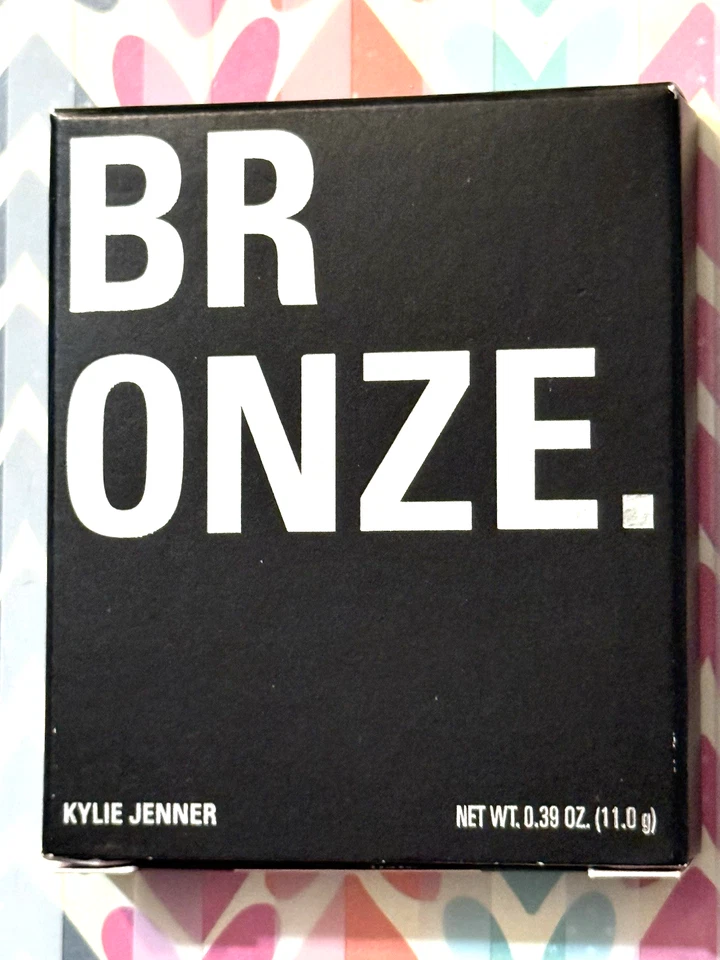 BR
ONZE.
KYLIE JENNER
NET WT. 0.39 OZ. (11.0 g)